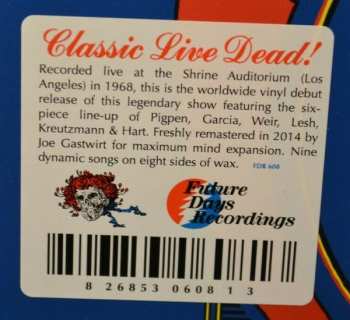 Classic Live Dead!
Recorded live at the Shrine Auditorium (Los
Angeles) in 1968, this is the worldwide vinyl debut
release of this legendary show featuring the six-
piece line-up of Pigpen, Garcia, Weir, Lesh,
Kreutzmann & Hart. Freshly remastered in 2014 by
Joe Gastwirt for maximum mind expansion. Nine
dynamic songs on eight sides of wax.
FDR 608
Future
Days
Recordings
8 26853 06081 3